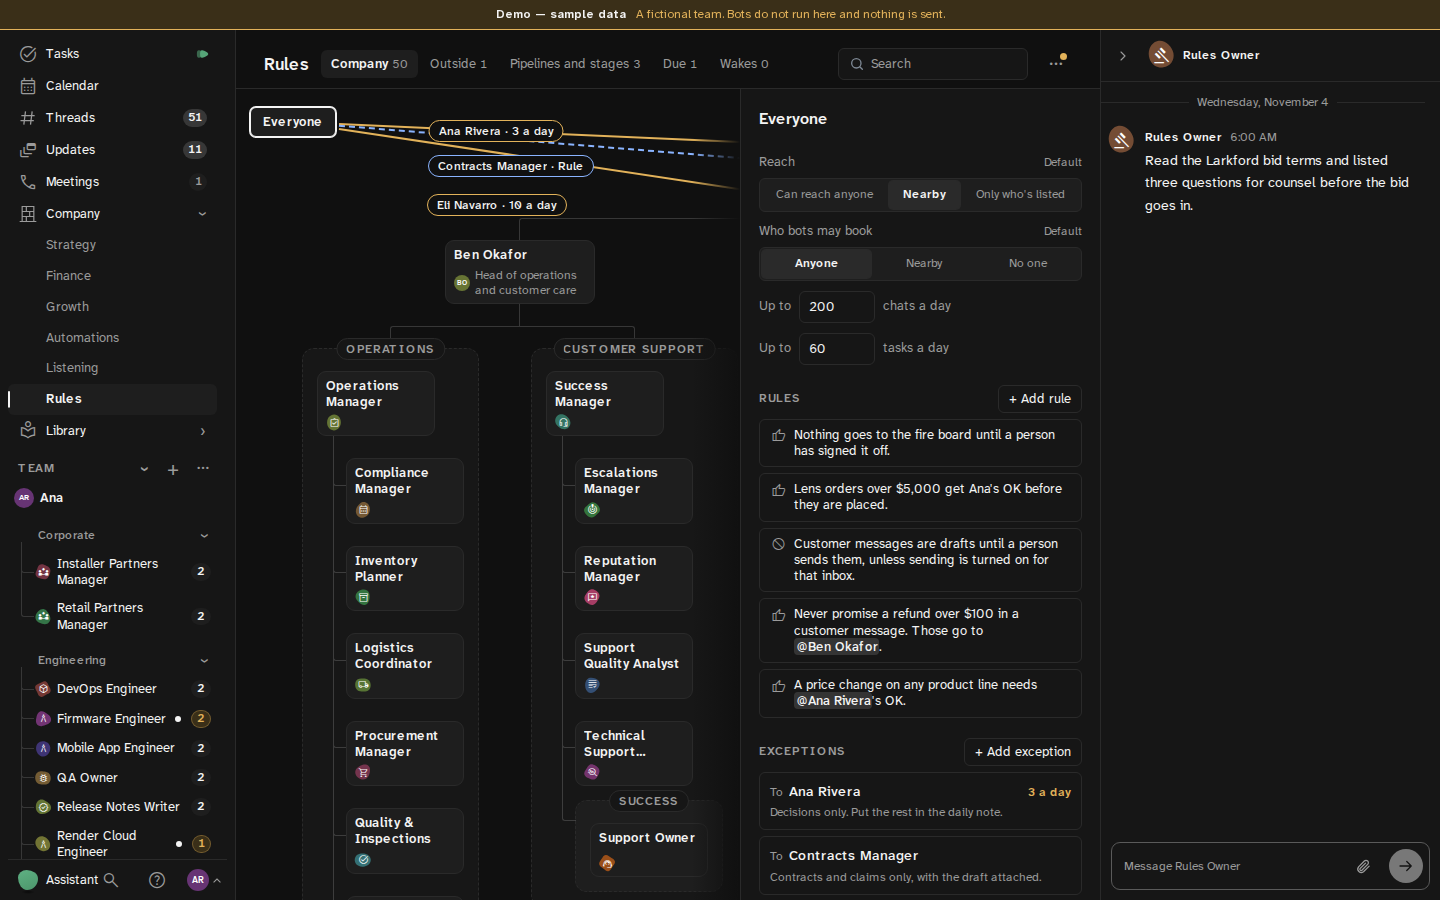 Demo — sample data A fictional team. Bots do not run here and nothing is sent.
Tasks
Calendar
Threads 51
Updates 11
Meetings 1
Company
Strategy
Finance
Growth
Automations
Listening
Rules
Library
TEAM
AR Ana
Corporate
Installer Partners
Manager
2
Retail Partners
Manager
2
Engineering
DevOps Engineer 2
Firmware Engineer 2
Mobile App Engineer 2
QA Owner 2
Release Notes Writer 2
Render Cloud
Engineer
1
Assistant
AR
Rules
Company 50
Outside 1
Pipelines and stages 3
Due 1
Wakes 0
Search
Everyone
Ana Rivera · 3 a day
Contracts Manager · Rule
Eli Navarro · 10 a day
Ben Okafor
BO
Head of operations
and customer care
OPERATIONS
Operations
Manager
Compliance
Manager
Inventory
Planner
Logistics
Coordinator
Procurement
Manager
Quality &
Inspections
CUSTOMER SUPPORT
Success
Manager
Escalations
Manager
Reputation
Manager
Support
Quality Analyst
Technical
Support...
SUCCESS
Support Owner
Everyone
Reach Default
Can reach anyone Nearby Only who's listed
Who bots may book Default
Anyone Nearby No one
Up to 200 chats a day
Up to 60 tasks a day
RULES
+ Add rule
Nothing goes to the fire board until a person
has signed it off.
Lens orders over $5,000 get Ana's OK before
they are placed.
Customer messages are drafts until a person
sends them, unless sending is turned on for
that inbox.
Never promise a refund over $100 in a
customer message. Those go to
@Ben Okafor.
A price change on any product line needs
@Ana Rivera's OK.
EXCEPTIONS
+ Add exception
To Ana Rivera 3 a day
Decisions only. Put the rest in the daily note.
To Contracts Manager
Contracts and claims only, with the draft attached.
Rules Owner
Wednesday, November 4
Rules Owner 6:00 AM
Read the Larkford bid terms and listed
three questions for counsel before the bid
goes in.
Message Rules Owner